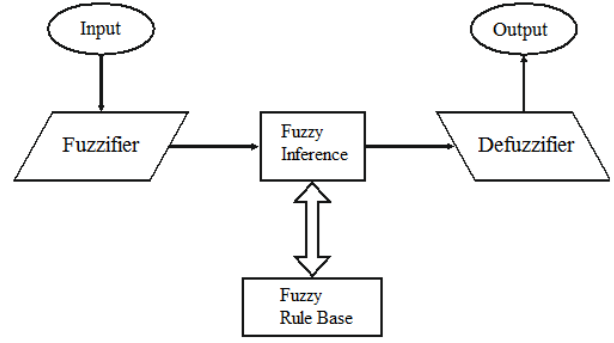 Input
Output
Fuzzifier
Fuzzy
Inference
Defuzzifier
Fuzzy
Rule Base